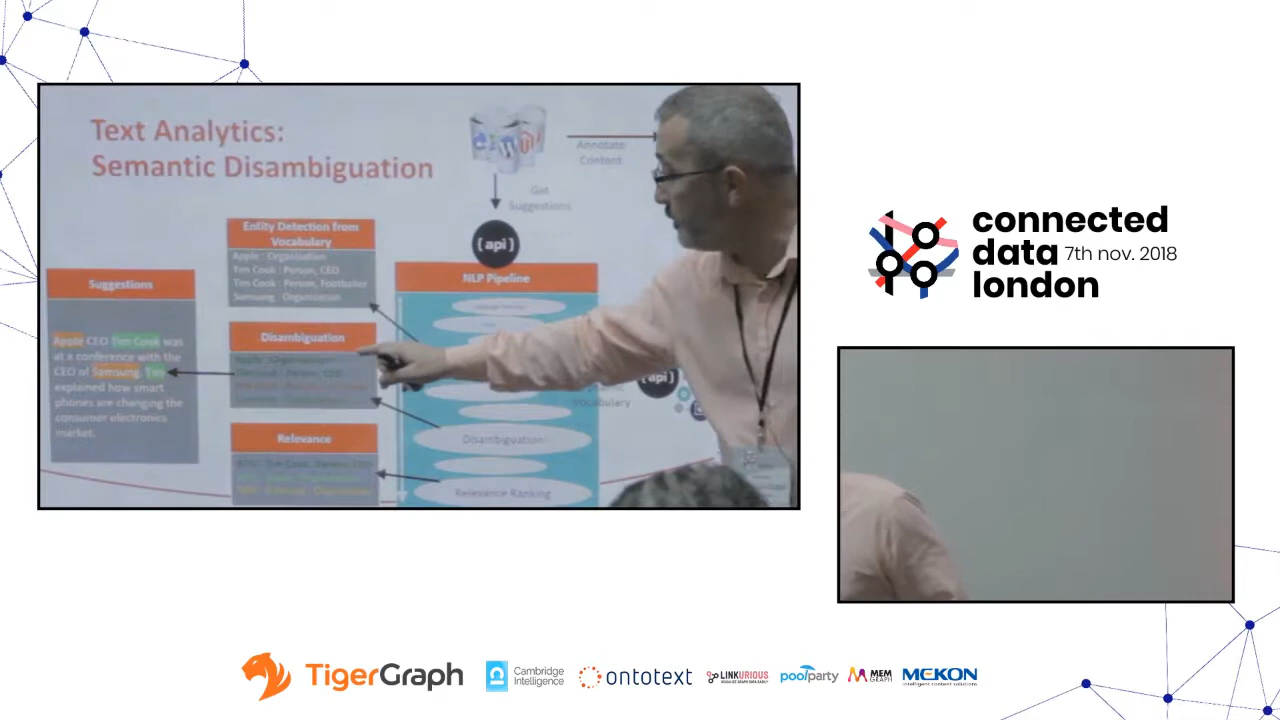 Text Analytics:
Semantic Disambiguation
Annotate
Content
Get
Suggestions
{api}
Entity Detection from
Vocabulary
Apple : Organisation
Tim Cook : Person, CEO
Tim Cook : Person, Footballer
Samsung : Organisation
Suggestions
Apple CEO Tim Cook was
at a conference with the
CEO of Samsung. Tim
explained how smart
phones are changing the
consumer electronics
market.
Disambiguation
Relevance
NLP Pipeline
Disambiguation
Relevance Ranking
{api}
Vocabulary
connected
data 7th nov. 2018
london
TigerGraph
Cambridge
Intelligence
ontotext
LINKURIOUS
poolparty
MEM
GRAPH
MEKON
intelligent content solutions